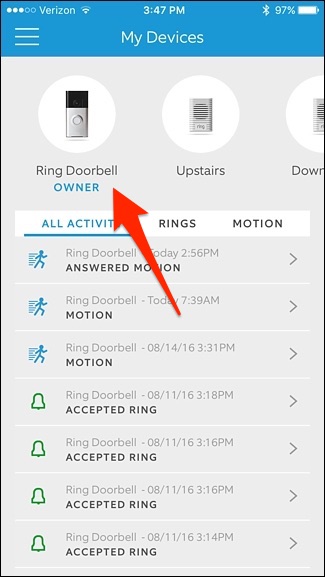 Verizon 3:47 PM 97%
My Devices
ring
Ring Doorbell Upstairs Down
OWNER
ALL ACTIVIT RINGS MOTION
Ring Doorbell - Today 2:56PM
ANSWERED MOTION
Ring Doorbell - Today 7:39AM
MOTION
Ring Doorbell - 08/14/16 3:31PM
MOTION
Ring Doorbell - 08/11/16 3:18PM
ACCEPTED RING
Ring Doorbell - 08/11/16 3:16PM
ACCEPTED RING
Ring Doorbell - 08/11/16 3:16PM
ACCEPTED RING
Ring Doorbell - 08/11/16 3:14PM
ACCEPTED RING